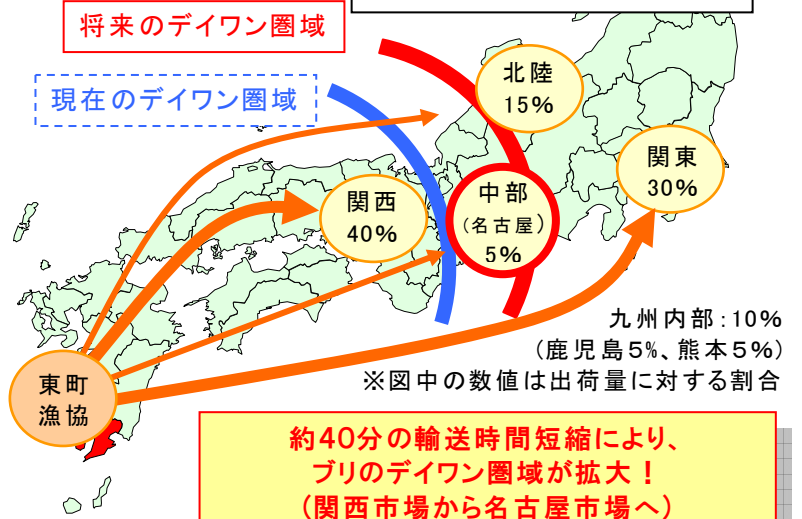 将来のデイワン圏域
現在のデイワン圏域
北陸
15%
関東
30%
中部
(名古屋)
5%
関西
40%
東町
漁協
九州内部:10%
(鹿児島5%、熊本5%)
※図中の数値は出荷量に対する割合
約40分の輸送時間短縮により、
ブリのデイワン圏域が拡大!
(関西市場から名古屋市場へ)